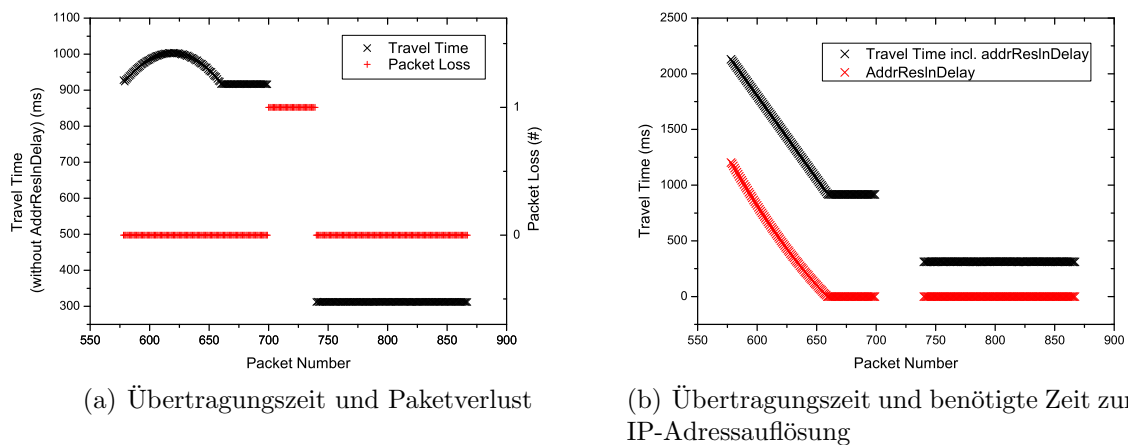 1100
1000
900
800
700
600
500
400
300
Travel Time
(without AddrResInDelay) (ms)
Travel Time
Packet Loss
1
0
Packet Loss (#)
550
600
650
700
750
800
850
900
Packet Number
(a) Übertragungszeit und Paketverlust
2500
2000
1500
1000
500
0
Travel Time (ms)
Travel Time incl. addrResInDelay
AddrResInDelay
550
600
650
700
750
800
850
900
Packet Number
(b) Übertragungszeit und benötigte Zeit zur
IP-Adressauflösung